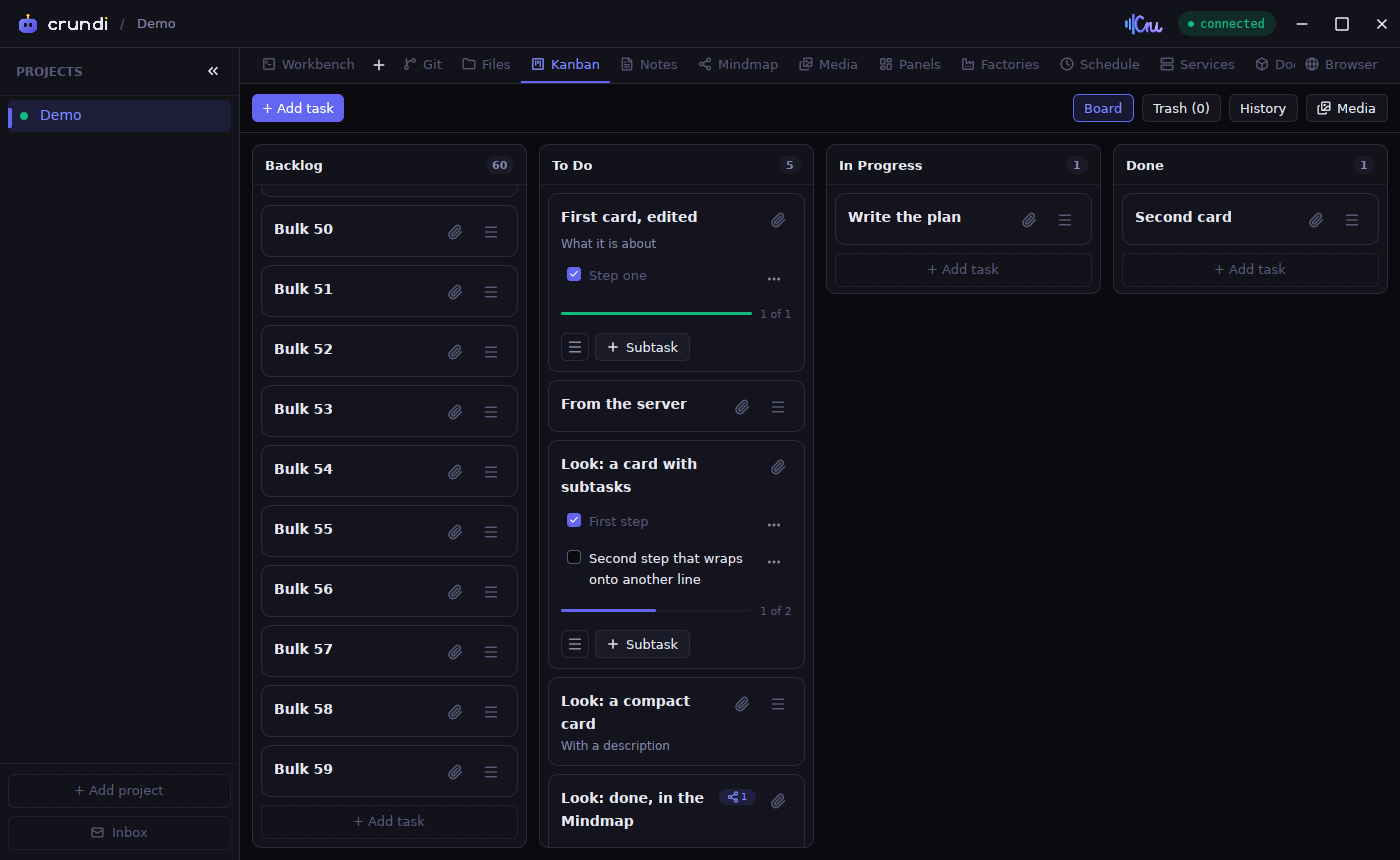 crundi / Demo
Cru
connected
PROJECTS
Workbench
Git
Files
Kanban
Notes
Mindmap
Media
Panels
Factories
Schedule
Services
Browser
Demo
+ Add task
Board
Trash (0)
History
Media
Backlog 60
Bulk 50
Bulk 51
Bulk 52
Bulk 53
Bulk 54
Bulk 55
Bulk 56
Bulk 57
Bulk 58
Bulk 59
+ Add task
To Do 5
First card, edited
What it is about
Step one
1 of 1
+ Subtask
From the server
Look: a card with
subtasks
First step
Second step that wraps
onto another line
1 of 2
+ Subtask
Look: a compact
card
With a description
Look: done, in the
1
Mindmap
In Progress 1
Write the plan
+ Add task
Done 1
Second card
+ Add task
+ Add project
Inbox